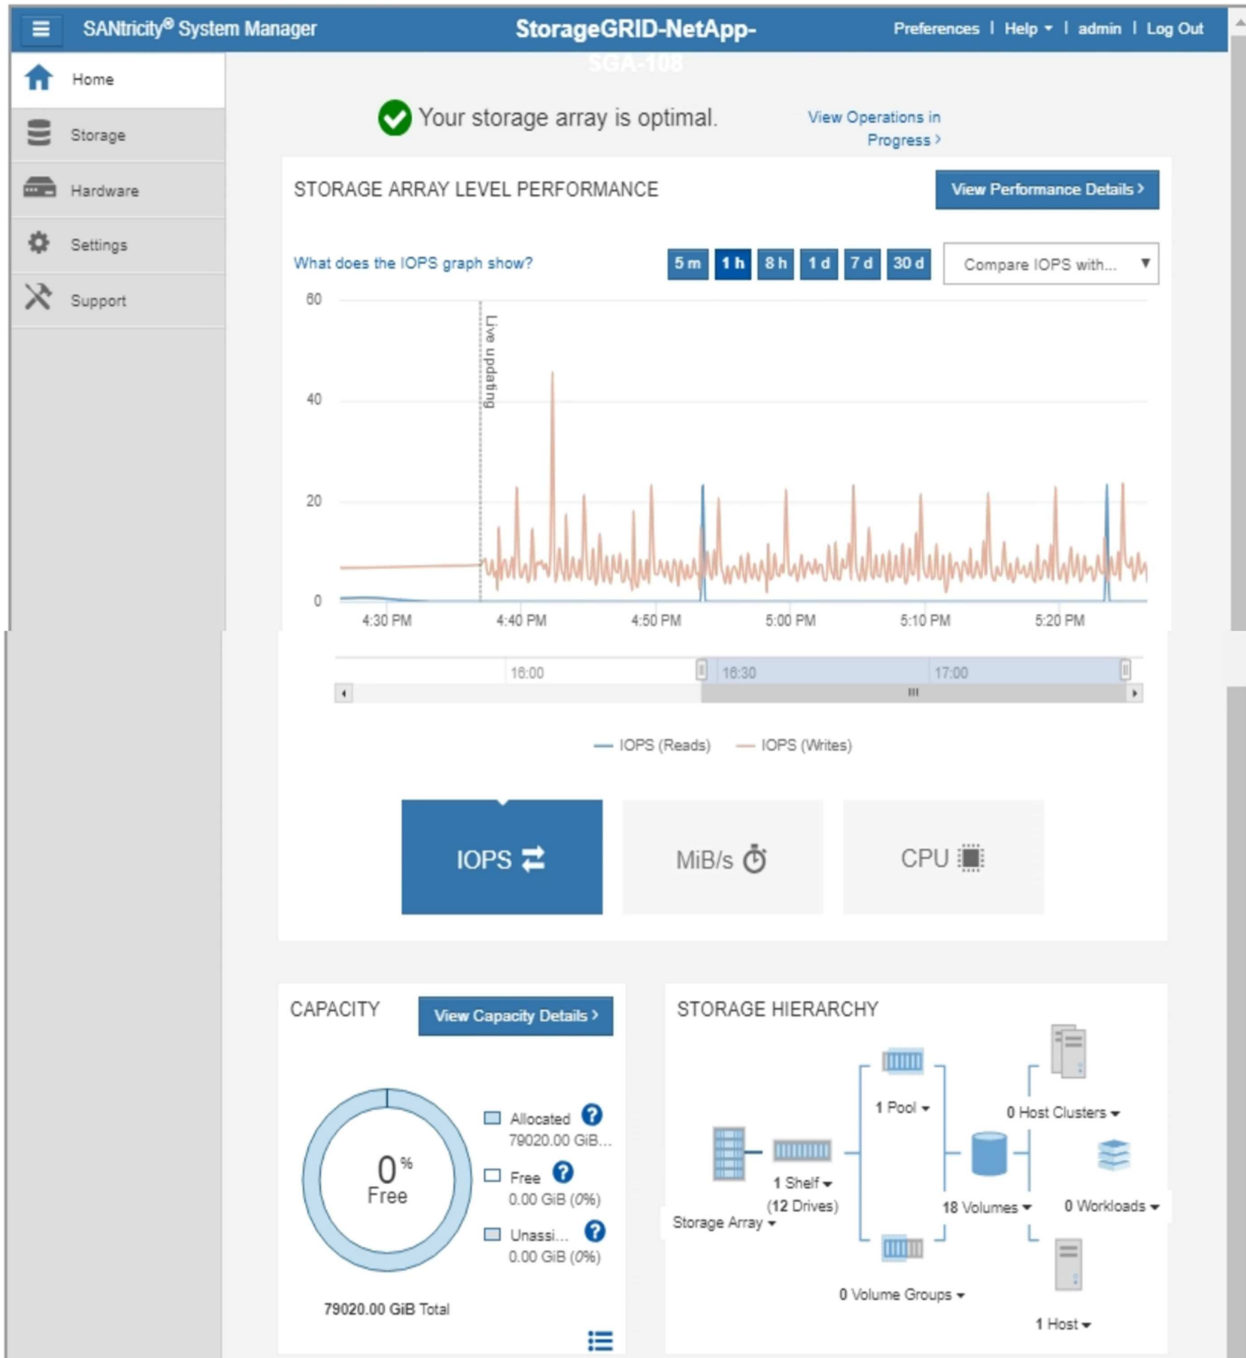 SANtricity® System Manager
StorageGRID-NetApp-
SGA-108
Preferences | Help | admin | Log Out
Home
Storage
Hardware
Settings
Support
Your storage array is optimal.
View Operations in
Progress >
STORAGE ARRAY LEVEL PERFORMANCE
View Performance Details >
What does the IOPS graph show?
5 m 1 h 8 h 1 d 7 d 30 d
Compare IOPS with...
60
40
20
0
Live updating
4:30 PM 4:40 PM 4:50 PM 5:00 PM 5:10 PM 5:20 PM
16:00 16:30 17:00
IOPS (Reads) IOPS (Writes)
IOPS
MiB/s
CPU
CAPACITY
View Capacity Details >
0%
Free
Allocated ?
79020.00 GiB...
Free ?
0.00 GiB (0%)
Unassi... ?
0.00 GiB (0%)
79020.00 GiB Total
STORAGE HIERARCHY
Storage Array
1 Shelf
(12 Drives)
1 Pool
0 Volume Groups
18 Volumes
0 Host Clusters
0 Workloads
1 Host